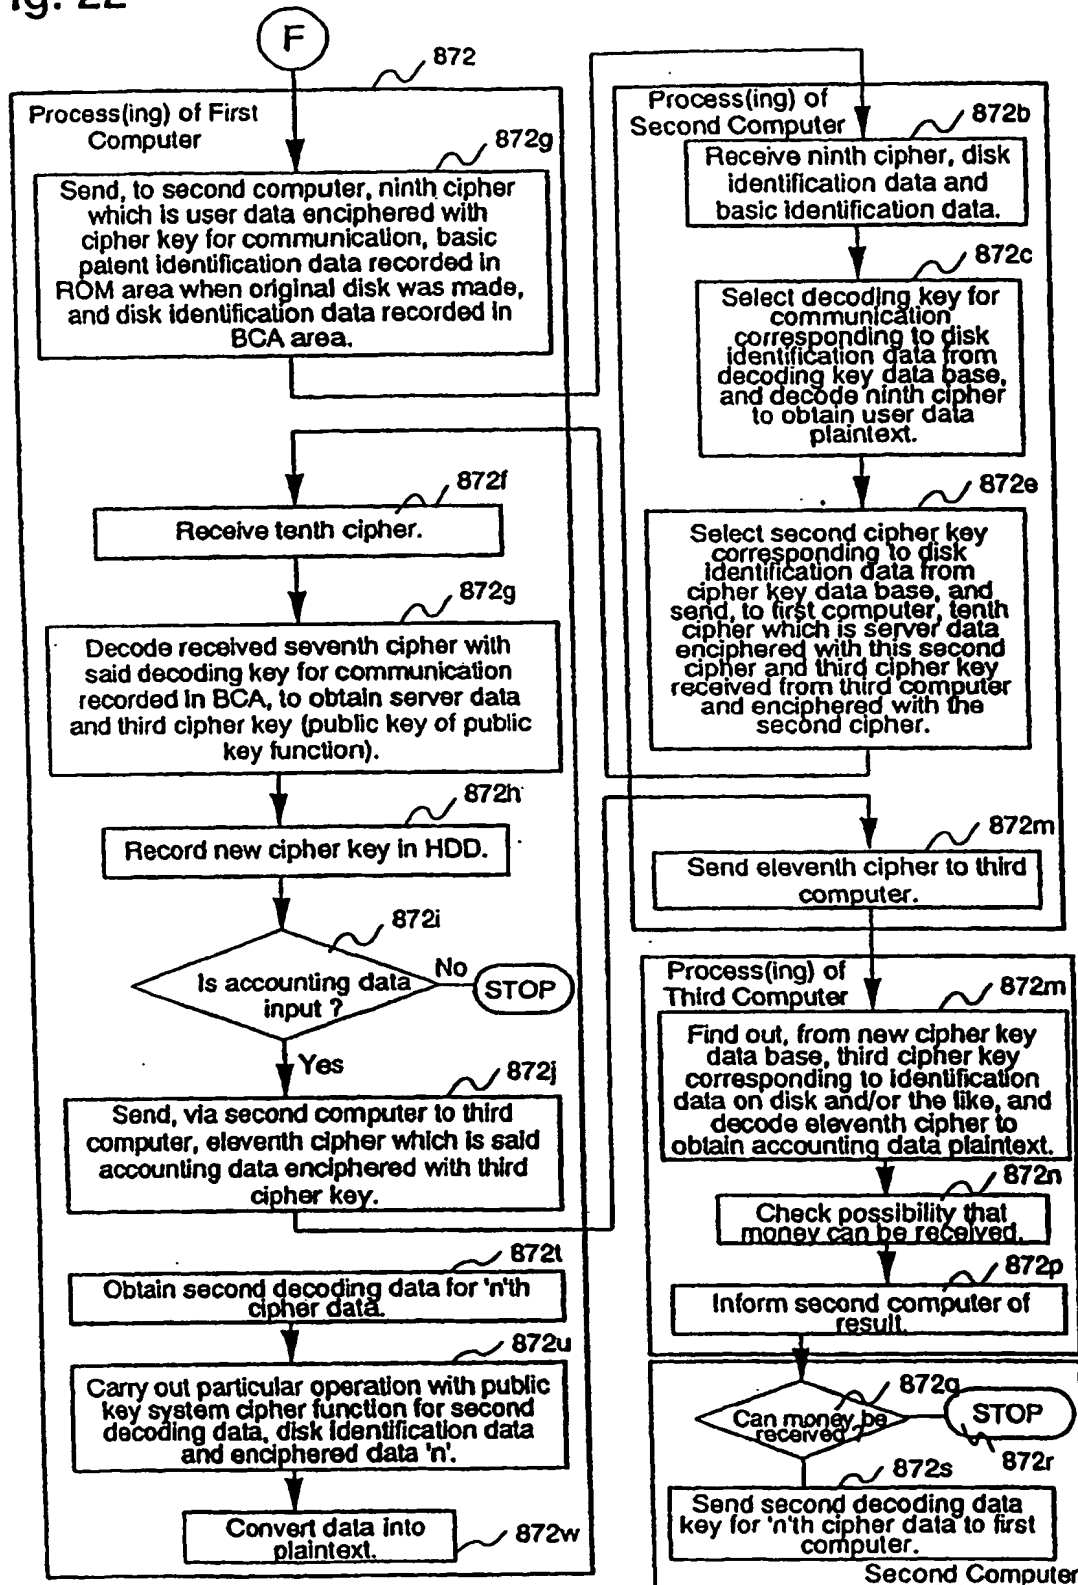 Fig. 22
F
872
Process(ing) of First
Computer
872g
Send, to second computer, ninth cipher
which is user data enciphered with
cipher key for communication, basic
patent identification data recorded in
ROM area when original disk was made,
and disk identification data recorded in
BCA area.
872f
Receive tenth cipher.
872g
Decode received seventh cipher with
said decoding key for communication
recorded in BCA, to obtain server data
and third cipher key (public key of public
key function).
872h
Record new cipher key in HDD.
872i
Is accounting data
input ?
No
STOP
Yes
872j
Send, via second computer to third
computer, eleventh cipher which is said
accounting data enciphered with third
cipher key.
872t
Obtain second decoding data for 'n'th
cipher data.
872u
Carry out particular operation with public
key system cipher function for second
decoding data, disk identification data
and enciphered data 'n'.
Convert data into
plaintext.
872w
Process(ing) of
Second Computer
872b
Receive ninth cipher, disk
identification data and
basic identification data.
872c
Select decoding key for
communication
corresponding to disk
identification data from
decoding key data base,
and decode ninth cipher
to obtain user data
plaintext.
872e
Select second cipher key
corresponding to disk
identification data from
cipher key data base, and
send, to first computer, tenth
cipher which is server data
enciphered with this second
cipher and third cipher key
received from third computer
and enciphered with the
second cipher.
872m
Send eleventh cipher to third
computer.
Process(ing) of
Third Computer
872m
Find out, from new cipher key
data base, third cipher key
corresponding to identification
data on disk and/or the like, and
decode eleventh cipher to
obtain accounting data plaintext.
872n
Check possibility that
money can be received.
872p
Inform second computer of
result.
872q
Can money be
received?
STOP
872r
872s
Send second decoding data
key for 'n'th cipher data to first
computer.
Second Computer